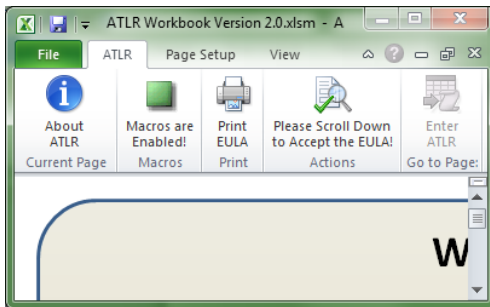 ATLR Workbook Version 2.0.xlsm - A
File ATLR Page Setup View
About ATLR
Macros are Enabled!
Print EULA
Please Scroll Down to Accept the EULA!
Enter ATLR
Current Page Macros Print Actions Go to Page:
W